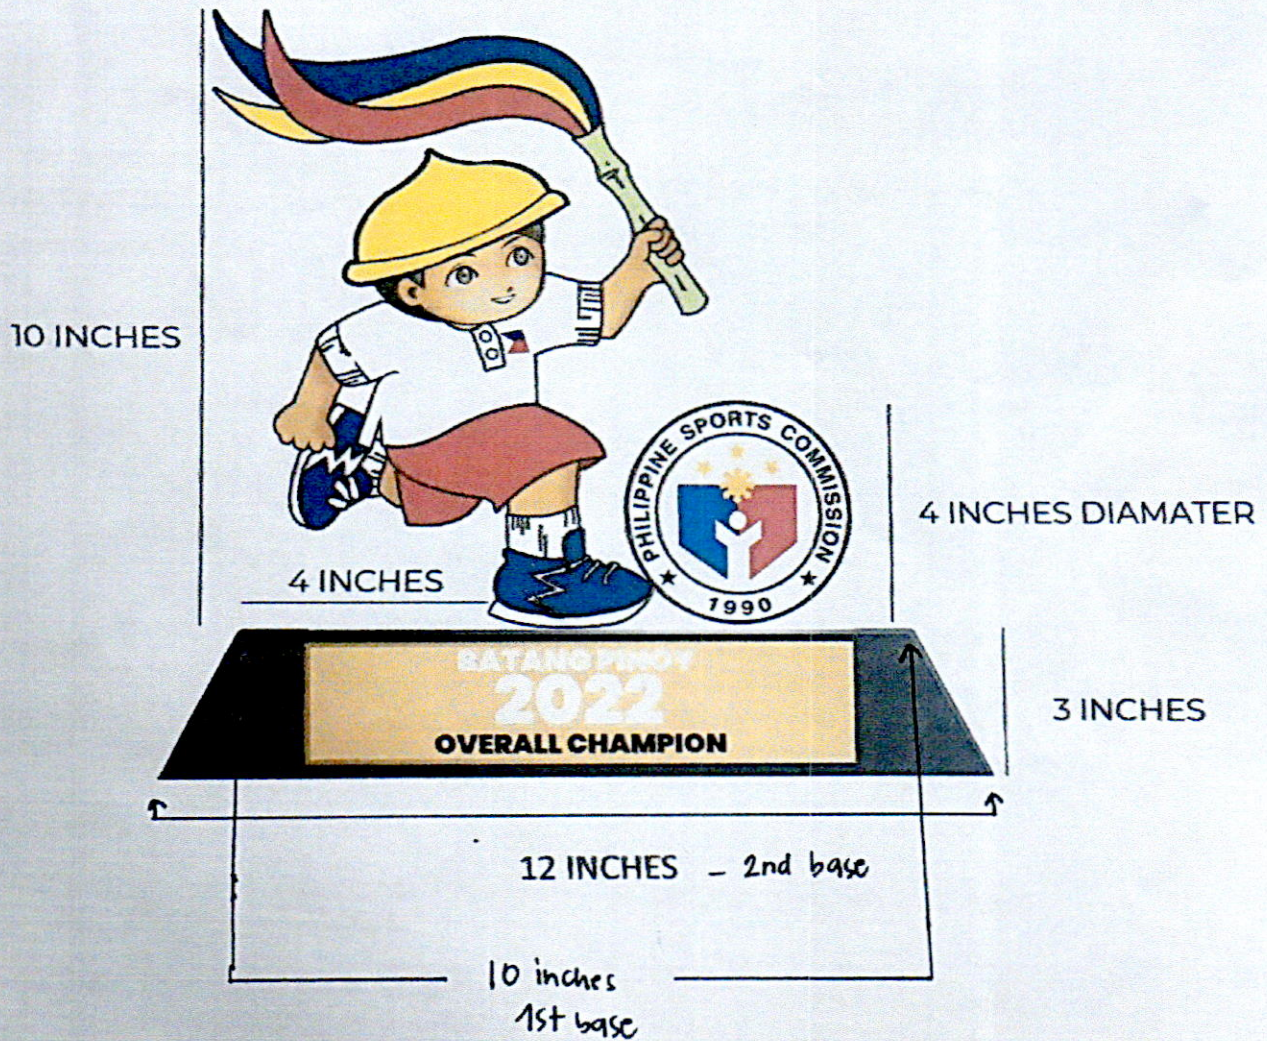 10 INCHES
PHILIPPINE SPORTS COMMISSION
1990
4 INCHES DIAMATER
4 INCHES
BATANG PINOY
2022
OVERALL CHAMPION
3 INCHES
12 INCHES - 2nd base
10 inches
1st base